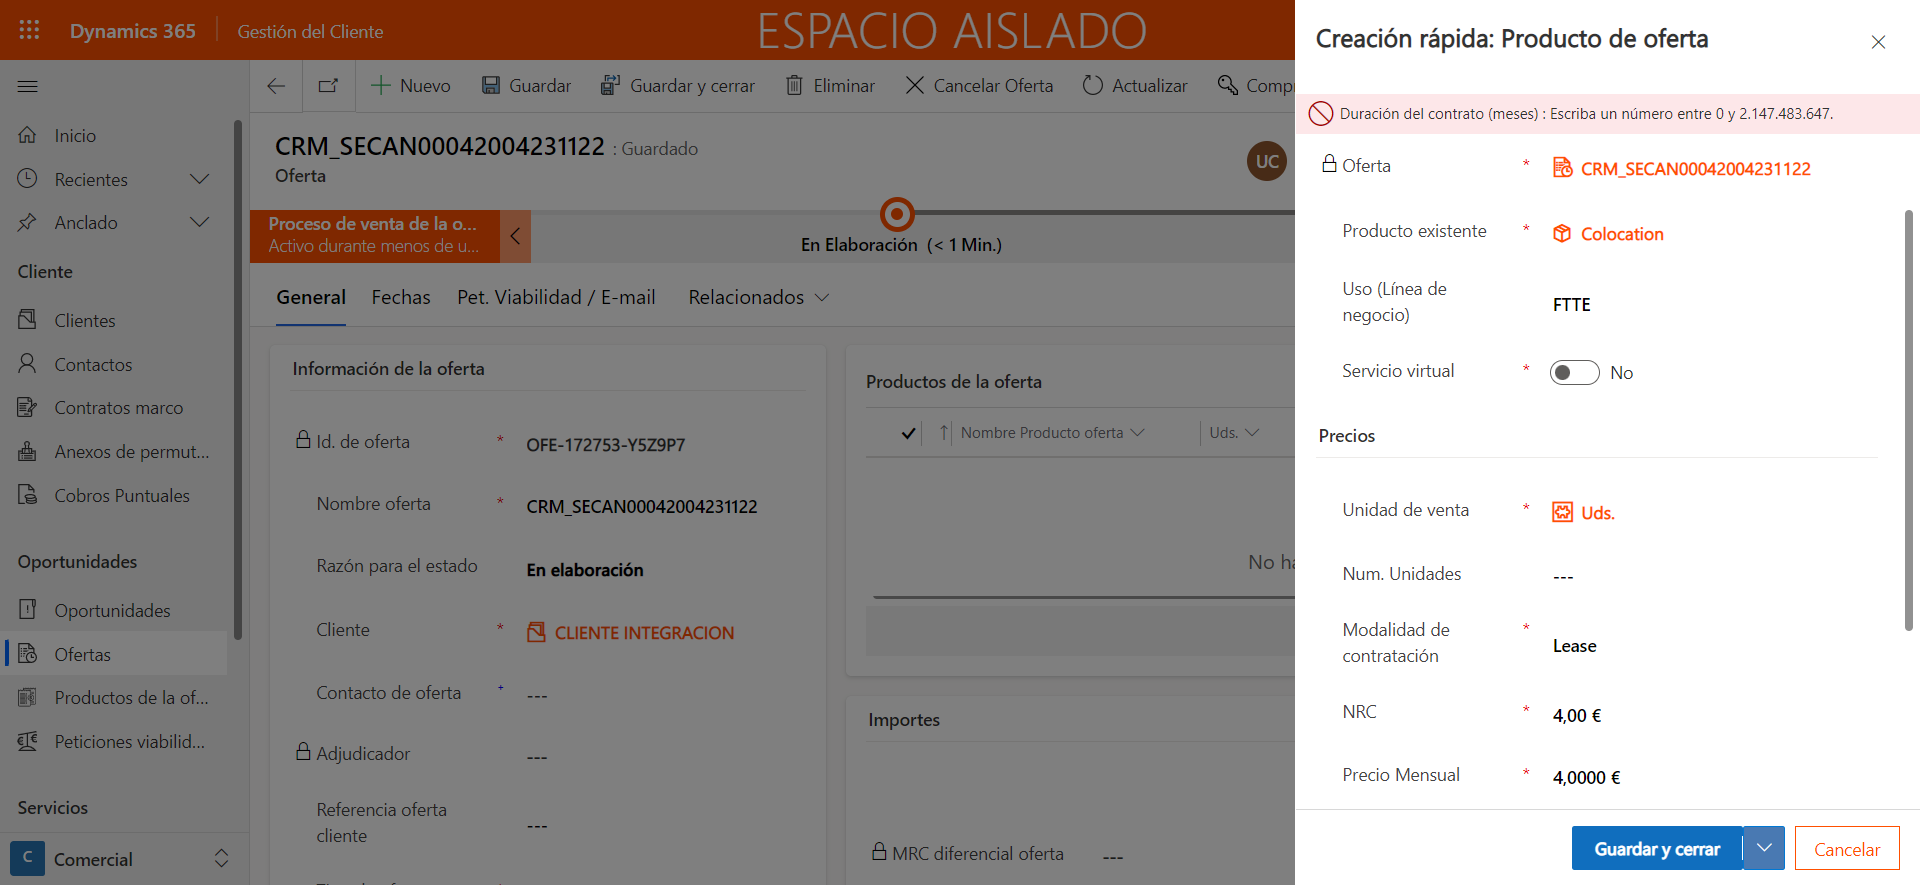 Dynamics 365
Gestión del Cliente
ESPACIO AISLADO
Nuevo
Guardar
Guardar y cerrar
Eliminar
Cancelar Oferta
Actualizar
Inicio
Recientes
Anclado
Cliente
Clientes
Contactos
Contratos marco
Anexos de permut...
Cobros Puntuales
Oportunidades
Oportunidades
Ofertas
Productos de la of...
Peticiones viabilid...
Servicios
C Comercial
CRM_SECAN00042004231122 : Guardado
Oferta
UC
Proceso de venta de la o...
Activo durante menos de u...
En Elaboración (< 1 Min.)
General
Fechas
Pet. Viabilidad / E-mail
Relacionados
Información de la oferta
Id. de oferta * OFE-172753-Y5Z9P7
Nombre oferta * CRM_SECAN00042004231122
Razón para el estado En elaboración
Cliente * CLIENTE INTEGRACION
Contacto de oferta + ---
Adjudicador ---
Referencia oferta
cliente ---
Productos de la oferta
Nombre Producto oferta
Uds.
Importes
MRC diferencial oferta ---
Creación rápida: Producto de oferta
Duración del contrato (meses) : Escriba un número entre 0 y 2.147.483.647.
Oferta * CRM_SECAN00042004231122
Producto existente * Colocation
Uso (Línea de
negocio) FTTE
Servicio virtual * No
Precios
Unidad de venta * Uds.
Num. Unidades ---
Modalidad de
contratación * Lease
NRC * 4,00 €
Precio Mensual * 4,0000 €
Guardar y cerrar
Cancelar